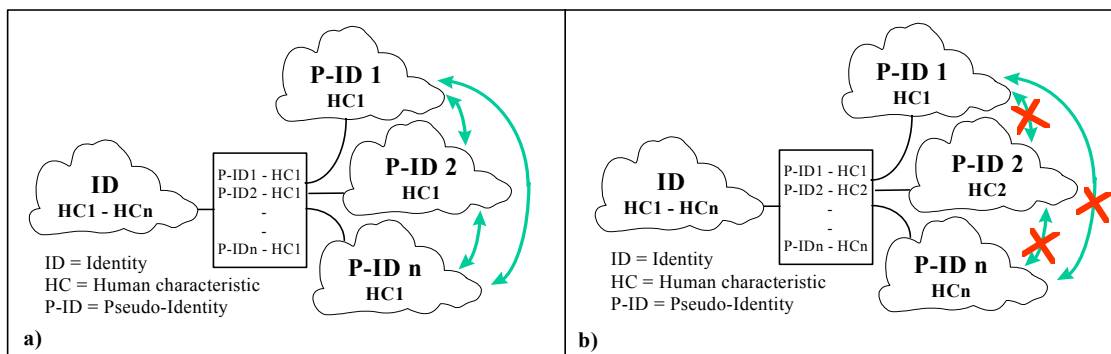 P-ID 1
HC1
P-ID 2
HC1
P-ID n
HC1
ID
HC1 - HCn
P-ID1 - HC1
P-ID2 - HC1
-
-
P-IDn - HC1
ID = Identity
HC = Human characteristic
P-ID = Pseudo-Identity
a)
P-ID 1
HC1
P-ID 2
HC2
P-ID n
HCn
ID
HC1 - HCn
P-ID1 - HC1
P-ID2 - HC2
-
-
P-IDn - HCn
ID = Identity
HC = Human characteristic
P-ID = Pseudo-Identity
b)